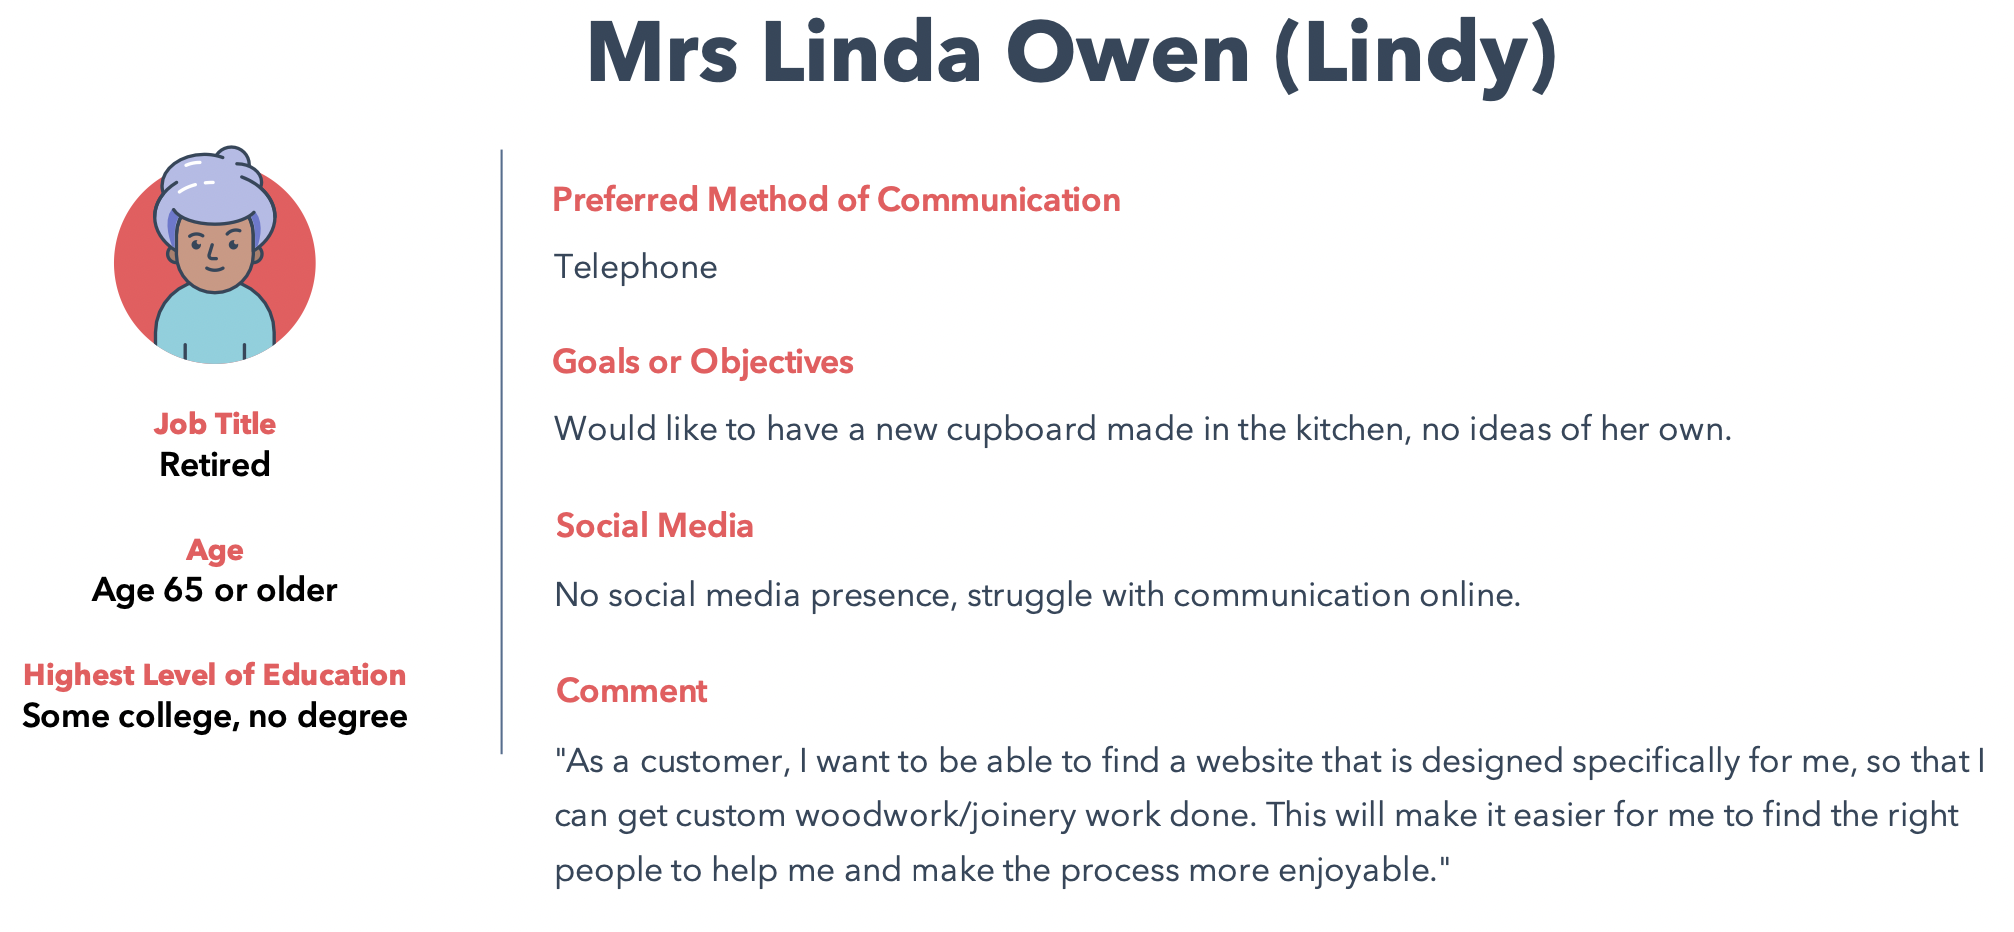 Mrs Linda Owen (Lindy)
Job Title
Retired
Age
Age 65 or older
Highest Level of Education
Some college, no degree
Preferred Method of Communication
Telephone
Goals or Objectives
Would like to have a new cupboard made in the kitchen, no ideas of her own.
Social Media
No social media presence, struggle with communication online.
Comment
"As a customer, I want to be able to find a website that is designed specifically for me, so that I
can get custom woodwork/joinery work done. This will make it easier for me to find the right
people to help me and make the process more enjoyable."